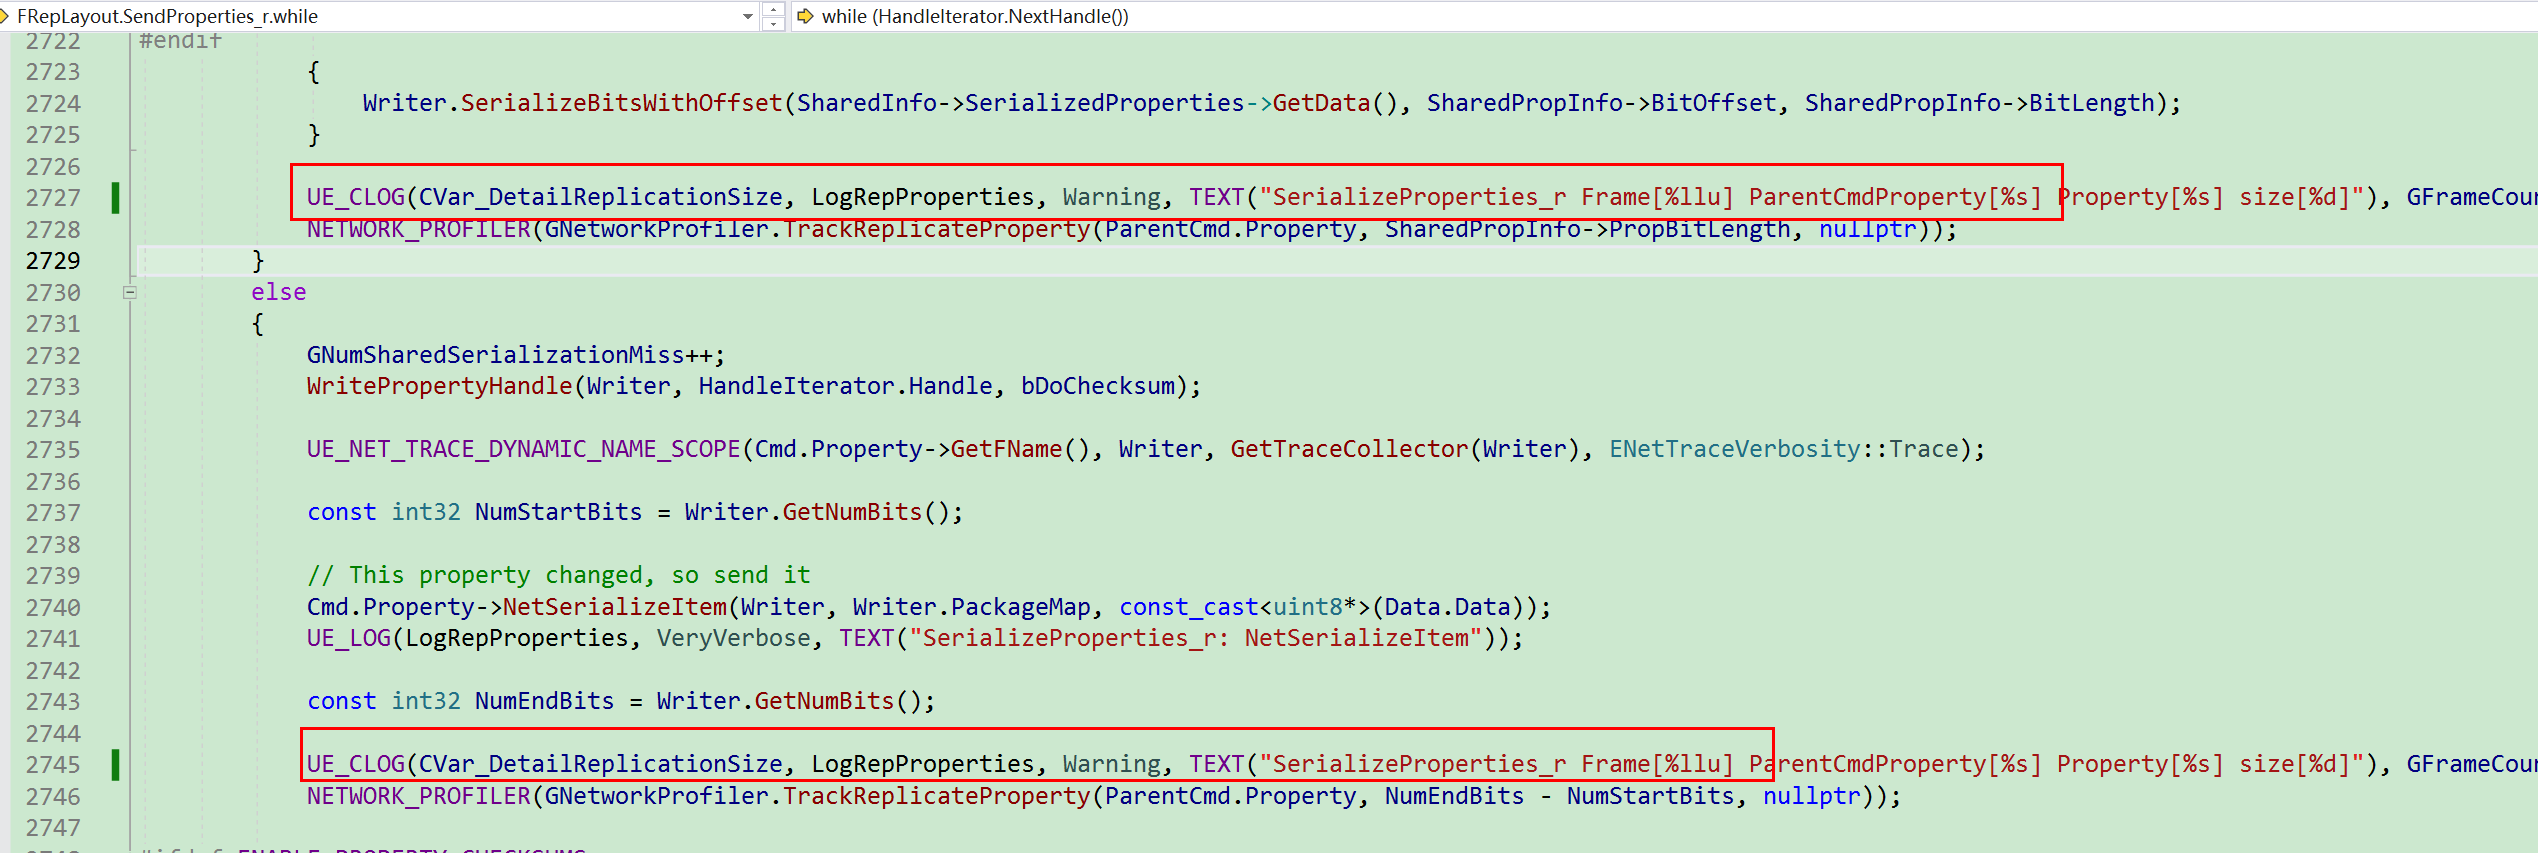 FRepLayout.SendProperties_r.while while (HandleIterator.NextHandle())
2722 #endif
2723 {
2724 Writer.SerializeBitsWithOffset(SharedInfo->SerializedProperties->GetData(), SharedPropInfo->BitOffset, SharedPropInfo->BitLength);
2725 }
2726
2727 UE_CLOG(CVar_DetailReplicationSize, LogRepProperties, Warning, TEXT("SerializeProperties_r Frame[%llu] ParentCmdProperty[%s] Property[%s] size[%d]"), GFrameCoun
2728 NETWORK_PROFILER(GNetworkProfiler.TrackReplicateProperty(ParentCmd.Property, SharedPropInfo->PropBitLength, nullptr));
2729 }
2730 else
2731 {
2732 GNumSharedSerializationMiss++;
2733 WritePropertyHandle(Writer, HandleIterator.Handle, bDoChecksum);
2734
2735 UE_NET_TRACE_DYNAMIC_NAME_SCOPE(Cmd.Property->GetFName(), Writer, GetTraceCollector(Writer), ENetTraceVerbosity::Trace);
2736
2737 const int32 NumStartBits = Writer.GetNumBits();
2738
2739 // This property changed, so send it
2740 Cmd.Property->NetSerializeItem(Writer, Writer.PackageMap, const_cast<uint8*>(Data.Data));
2741 UE_LOG(LogRepProperties, VeryVerbose, TEXT("SerializeProperties_r: NetSerializeItem"));
2742
2743 const int32 NumEndBits = Writer.GetNumBits();
2744
2745 UE_CLOG(CVar_DetailReplicationSize, LogRepProperties, Warning, TEXT("SerializeProperties_r Frame[%llu] ParentCmdProperty[%s] Property[%s] size[%d]"), GFrameCoun
2746 NETWORK_PROFILER(GNetworkProfiler.TrackReplicateProperty(ParentCmd.Property, NumEndBits - NumStartBits, nullptr));
2747
2748 #ifdef ENABLE_PROPERTY_CHECKSUMS